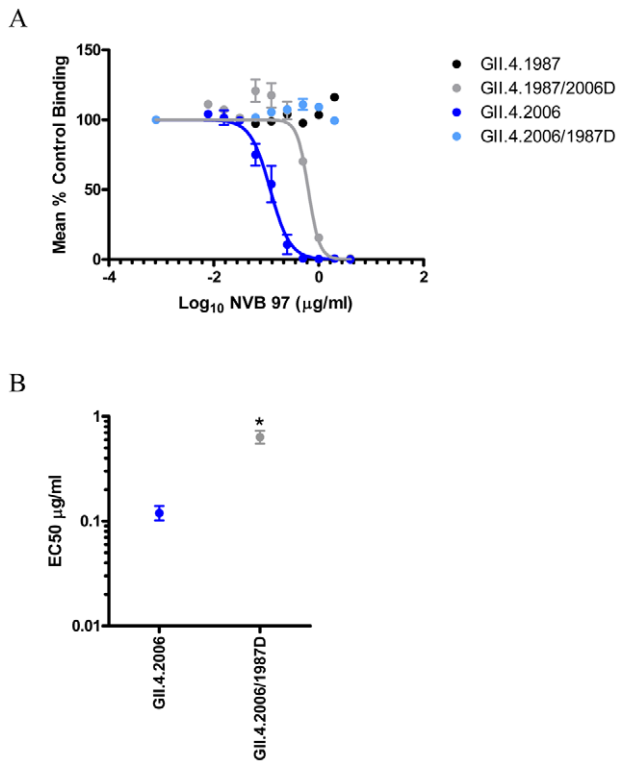 A
150
100
50
0
Mean % Control Binding
-4
-2
0
2
Log10 NVB 97 (μg/ml)
GII.4.1987
GII.4.1987/2006D
GII.4.2006
GII.4.2006/1987D
B
1
0.1
0.01
EC50 μg/ml
*
GII.4.2006
GII.4.2006/1987D